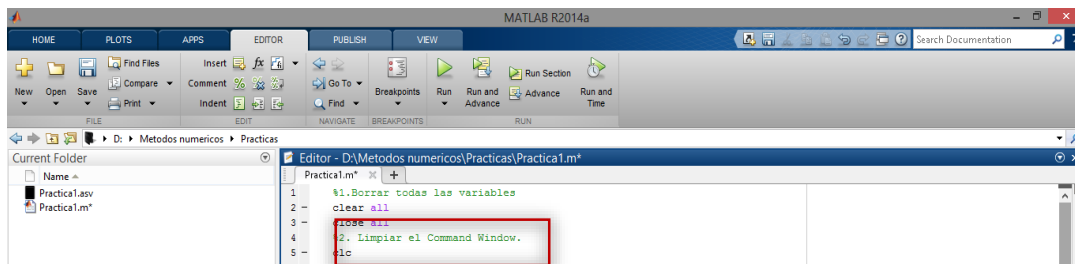 MATLAB R2014a
HOME PLOTS APPS EDITOR PUBLISH VIEW
Search Documentation
Find Files
Compare
Print
New Open Save
FILE
Insert
Comment
Indent
EDIT
Go To
Find
NAVIGATE
Breakpoints
BREAKPOINTS
Run
Run and Advance
Run Section
Advance
Run and Time
RUN
D: Metodos numericos Practicas
Current Folder
Name
Practica1.asv
Practica1.m*
Editor - D:\Metodos numericos\Practicas\Practica1.m*
Practica1.m*
1 %1.Borrar todas las variables
2 - clear all
3 - close all
4 %2. Limpiar el Command Window.
5 - clc